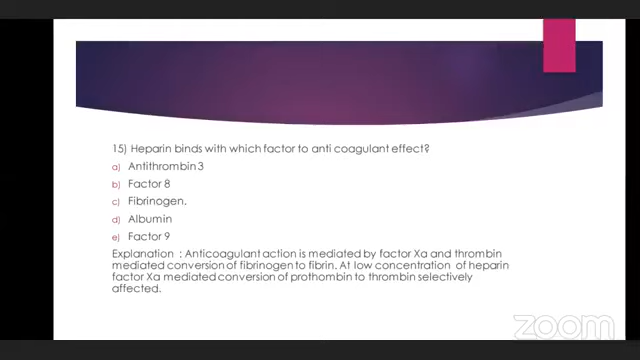 15) Heparin binds with which factor to anti coagulant effect?
a) Antithrombin 3
b) Factor 8
c) Fibrinogen.
d) Albumin
e) Factor 9
Explanation : Anticoagulant action is mediated by factor Xa and thrombin
mediated conversion of fibrinogen to fibrin. At low concentration of heparin
factor Xa mediated conversion of prothombin to thrombin selectively
affected.
zoom